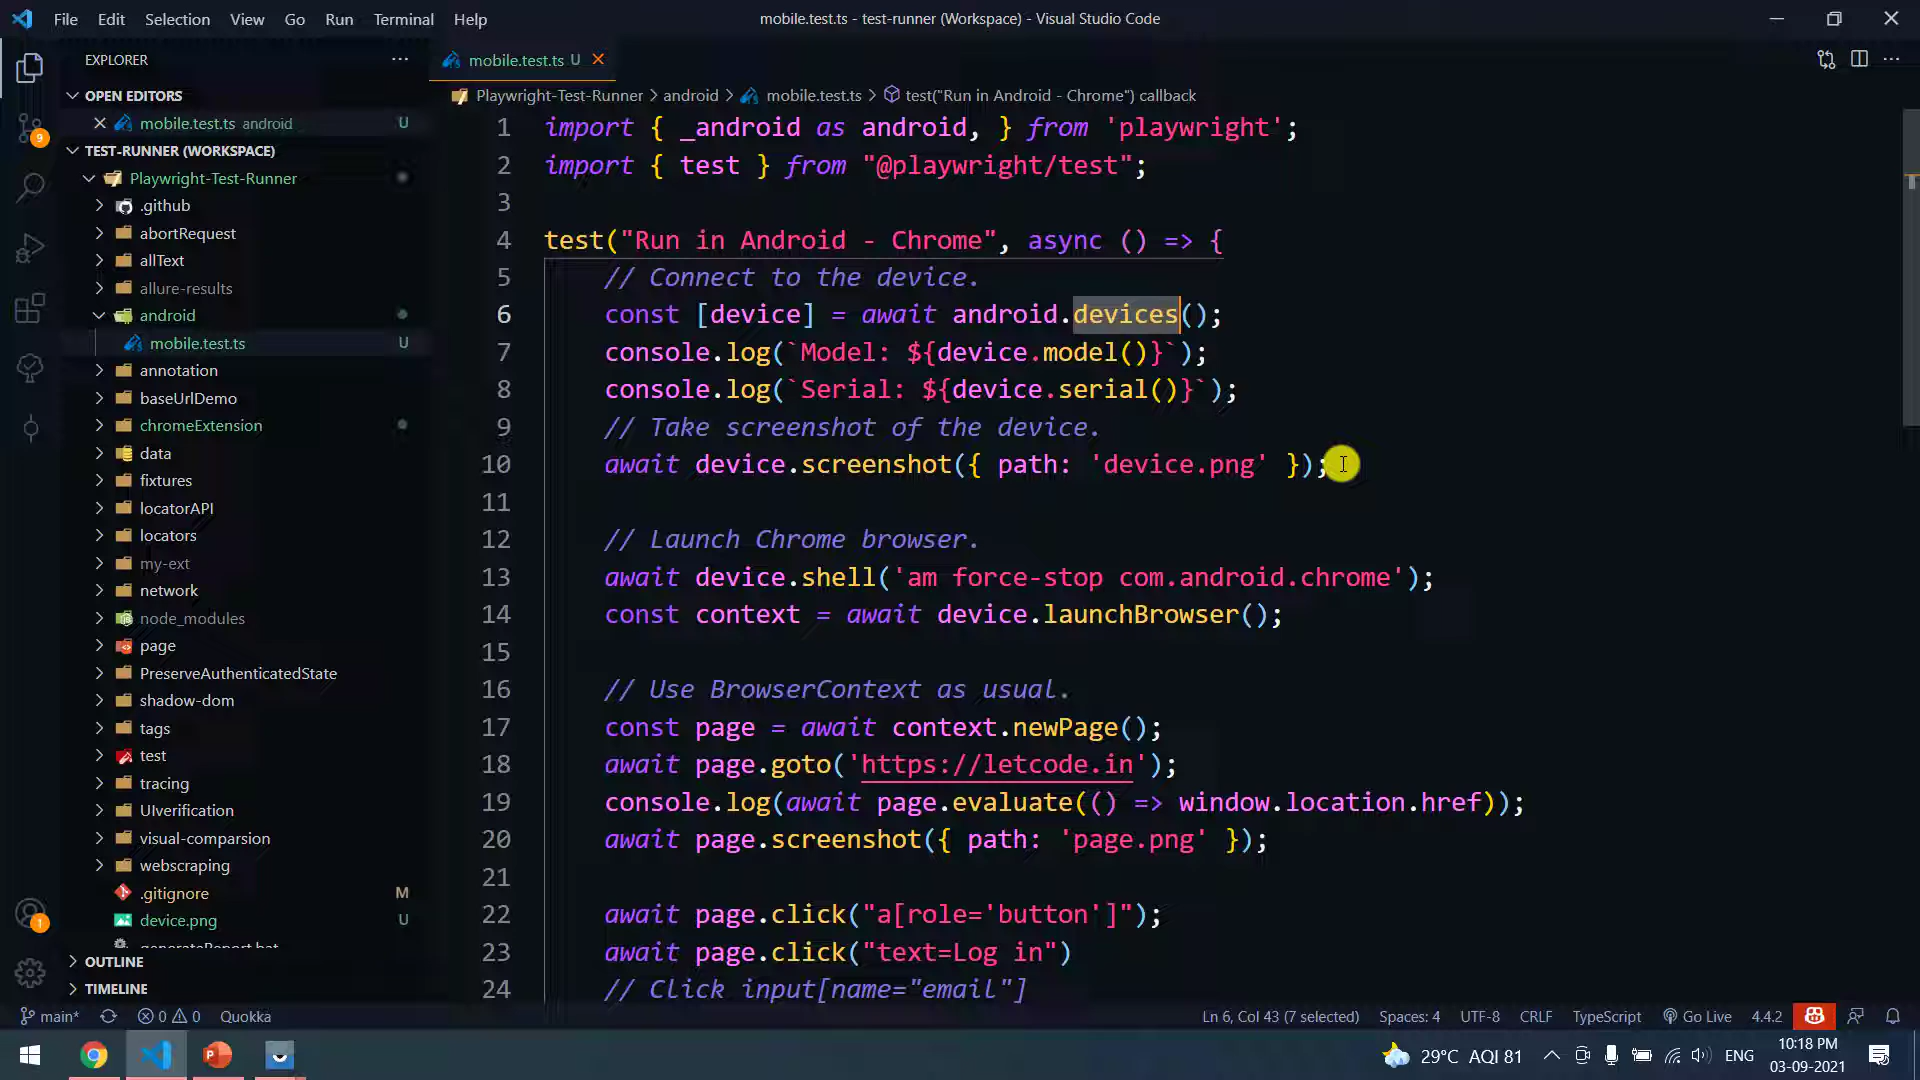 File Edit Selection View Go Run Terminal Help
mobile.test.ts - test-runner (Workspace) - Visual Studio Code
EXPLORER
OPEN EDITORS
mobile.test.ts android U
TEST-RUNNER (WORKSPACE)
Playwright-Test-Runner
.github
abortRequest
allText
allure-results
android
mobile.test.ts U
annotation
baseUrlDemo
chromeExtension
data
fixtures
locatorAPI
locators
my-ext
network
node_modules
page
PreserveAuthenticatedState
shadow-dom
tags
test
tracing
UIverification
visual-comparsion
webscraping
.gitignore M
device.png U
generateReport.bat
OUTLINE
TIMELINE
9
1
mobile.test.ts U
Playwright-Test-Runner > android > mobile.test.ts > test("Run in Android - Chrome") callback
1 import { _android as android, } from 'playwright';
2 import { test } from "@playwright/test";
3
4 test("Run in Android - Chrome", async () => {
5 // Connect to the device.
6 const [device] = await android.devices();
7 console.log(`Model: ${device.model()}`);
8 console.log(`Serial: ${device.serial()}`);
9 // Take screenshot of the device.
10 await device.screenshot({ path: 'device.png' });
11
12 // Launch Chrome browser.
13 await device.shell('am force-stop com.android.chrome');
14 const context = await device.launchBrowser();
15
16 // Use BrowserContext as usual.
17 const page = await context.newPage();
18 await page.goto('https://letcode.in');
19 console.log(await page.evaluate(() => window.location.href));
20 await page.screenshot({ path: 'page.png' });
21
22 await page.click("a[role='button']");
23 await page.click("text=Log in")
24 // Click input[name="email"]
main* 0 0 Quokka
Ln 6, Col 43 (7 selected) Spaces: 4 UTF-8 CRLF TypeScript Go Live 4.4.2
29°C AQI 81 ENG
10:18 PM
03-09-2021